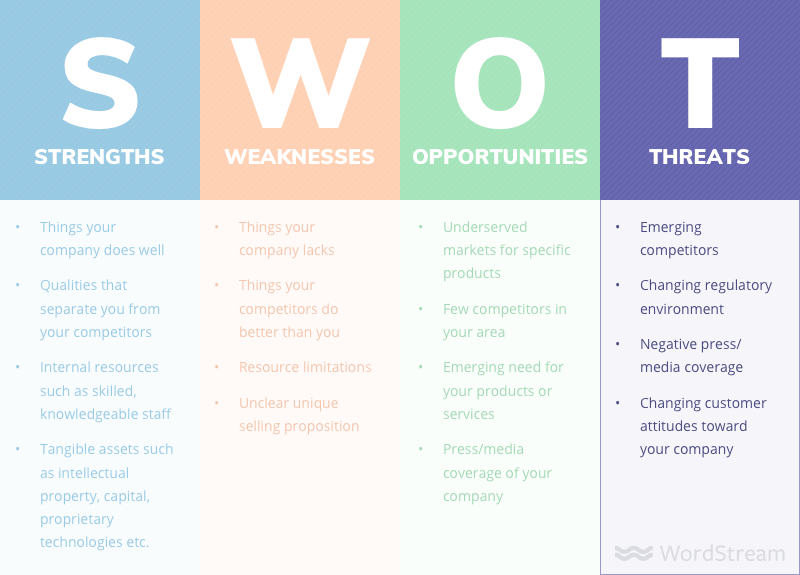 S
STRENGTHS
• Things your
company does well
• Qualities that
separate you from
your competitors
• Internal resources
such as skilled,
knowledgeable staff
• Tangible assets such
as intellectual
property, capital,
proprietary
technologies etc.
W
WEAKNESSES
• Things your
company lacks
• Things your
competitors do
better than you
• Resource limitations
• Unclear unique
selling proposition
O
OPPORTUNITIES
• Underserved
markets for specific
products
• Few competitors in
your area
• Emerging need for
your products or
services
• Press/media
coverage of your
company
T
THREATS
• Emerging
competitors
• Changing regulatory
environment
• Negative press/
media coverage
• Changing customer
attitudes toward
your company
WordStream